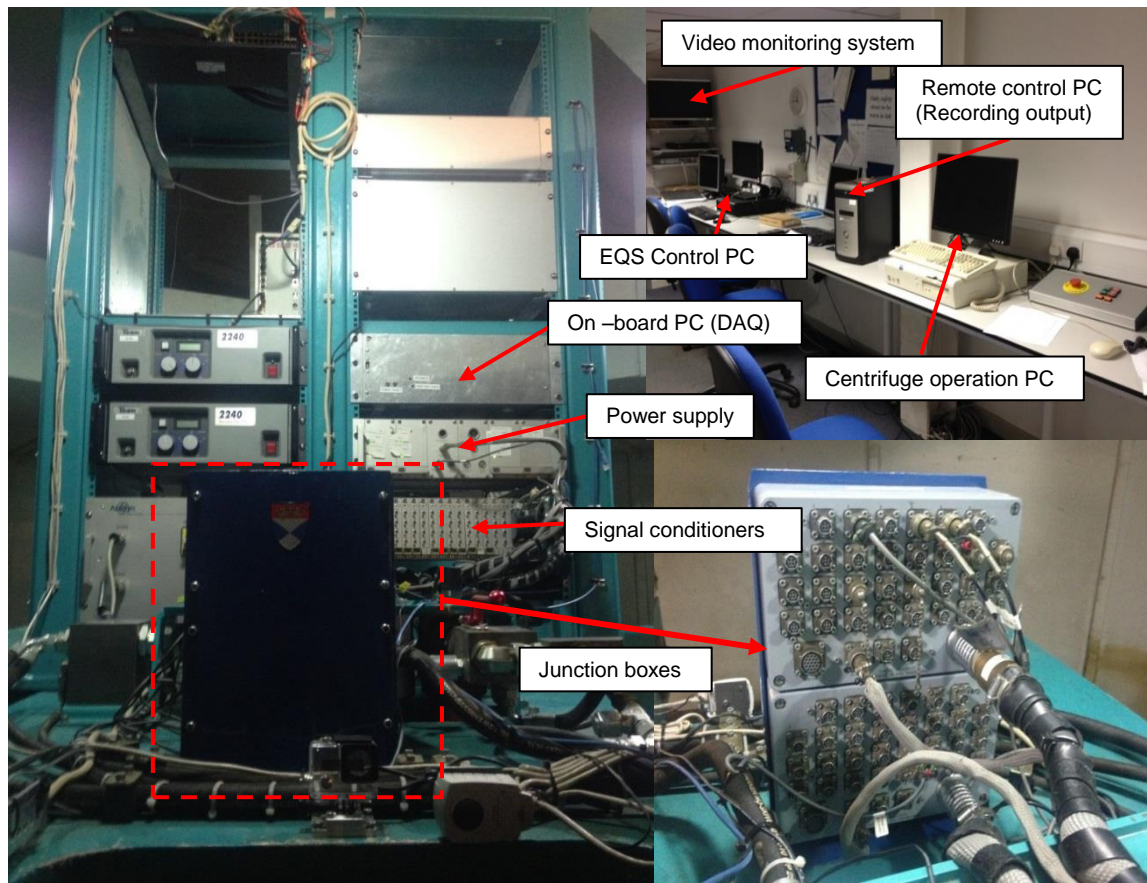 Video monitoring system
Remote control PC
(Recording output)
EQS Control PC
On –board PC (DAQ)
Centrifuge operation PC
Power supply
Signal conditioners
Junction boxes
2240
2240